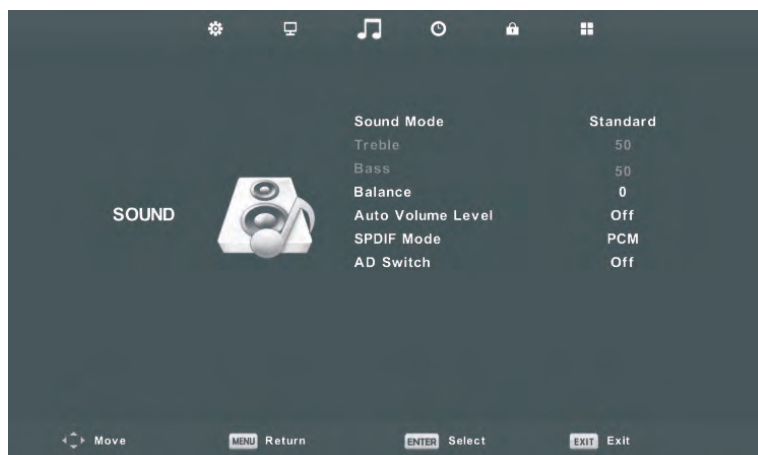 Sound Mode Standard
Treble 50
Bass 50
Balance 0
SOUND
Auto Volume Level Off
SPDIF Mode PCM
AD Switch Off
Move MENU Return ENTER Select EXIT Exit